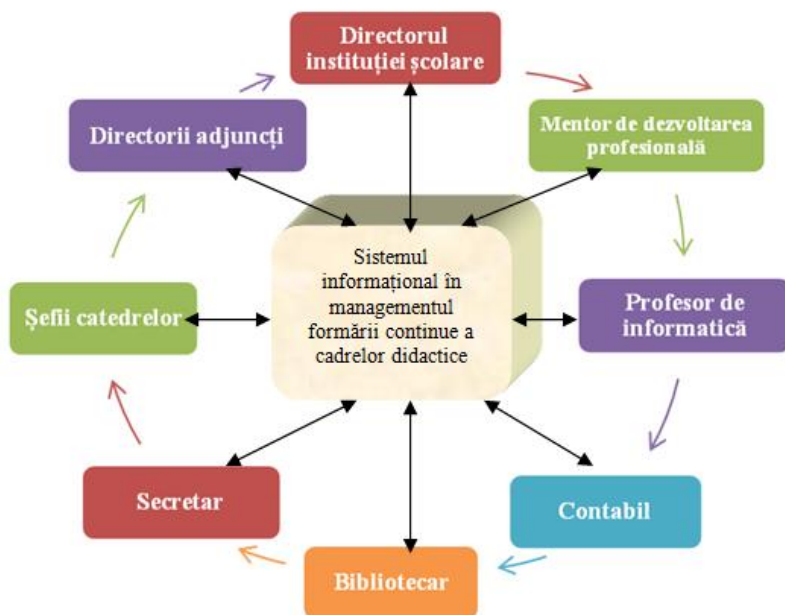 Directorul
instituției școlare
Directorii adjuncți
Mentor de dezvoltarea
profesională
Sistemul
informațional în
managementul
formării continue a
cadrelor didactice
Șefii catedrelor
Profesor de
informatică
Secretar
Contabil
Bibliotecar